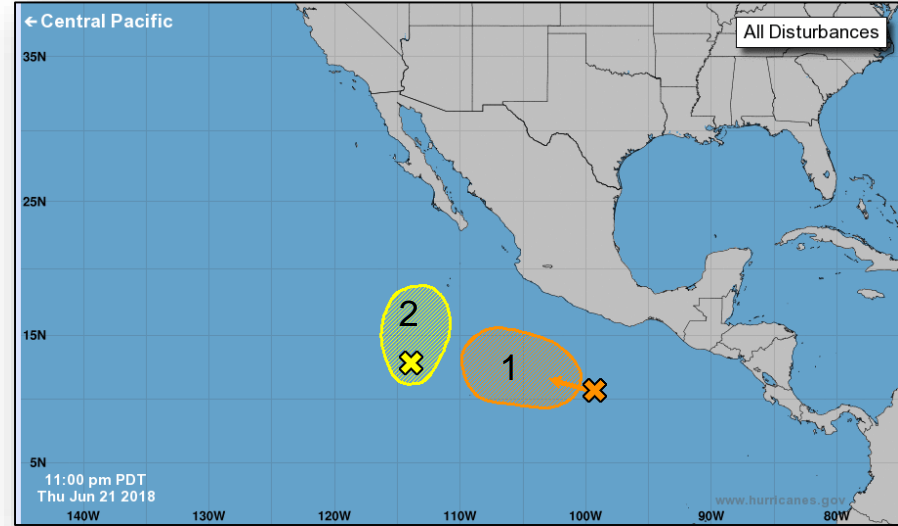 ← Central Pacific
All Disturbances
35N
25N
2
15N
1
5N
11:00 pm PDT
Thu Jun 21 2018
www.hurricanes.gov
140W 130W 120W 110W 100W 90W 80W